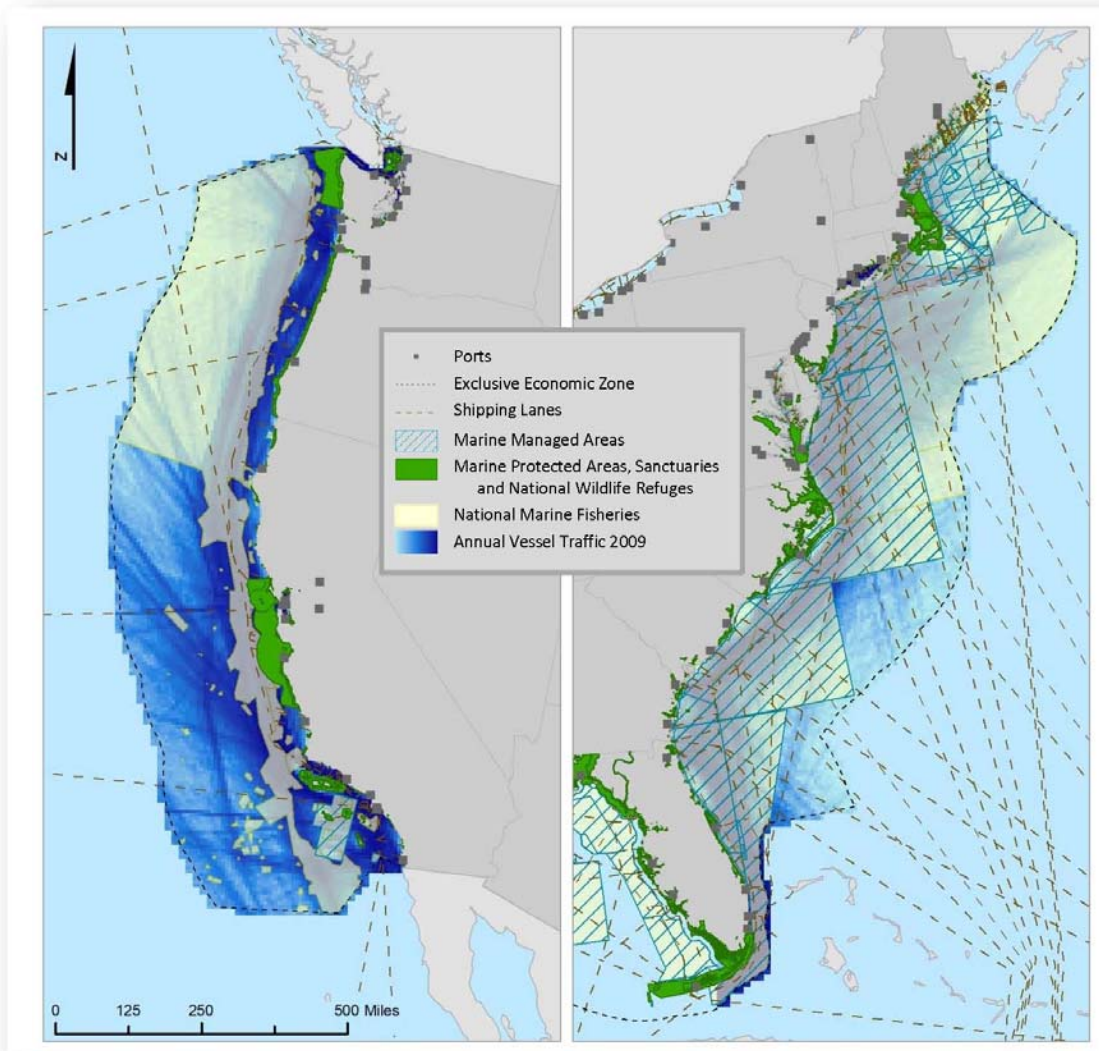 N
Ports
Exclusive Economic Zone
Shipping Lanes
Marine Managed Areas
Marine Protected Areas, Sanctuaries
and National Wildlife Refuges
National Marine Fisheries
Annual Vessel Traffic 2009
0 125 250 500 Miles